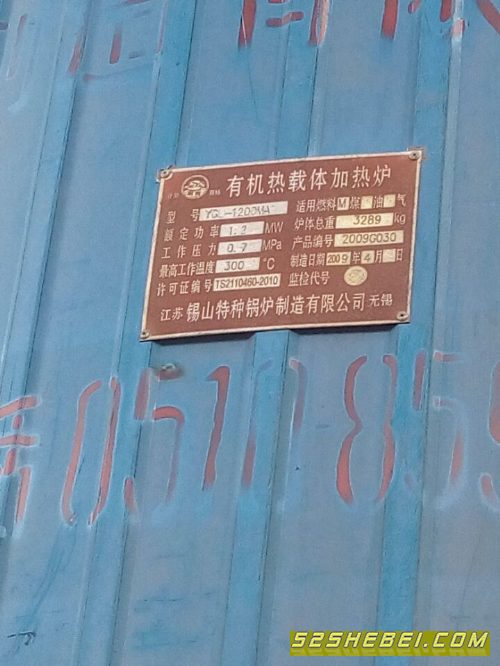 有机热载体加热炉
型号 YGL-1200MA 适用燃料 M 煤 油 气
额定功率 1.2 MW 炉体总重 3289 kg
工作压力 0.7 MPa 产品编号 2009G030
最高工作温度 300 °C 制造日期 2009 年 4 月 日
许可证编号 TS2110460-2010 监检代号
江苏 锡山特种锅炉制造有限公司 无锡
0510 859
52SHEBEI.COM